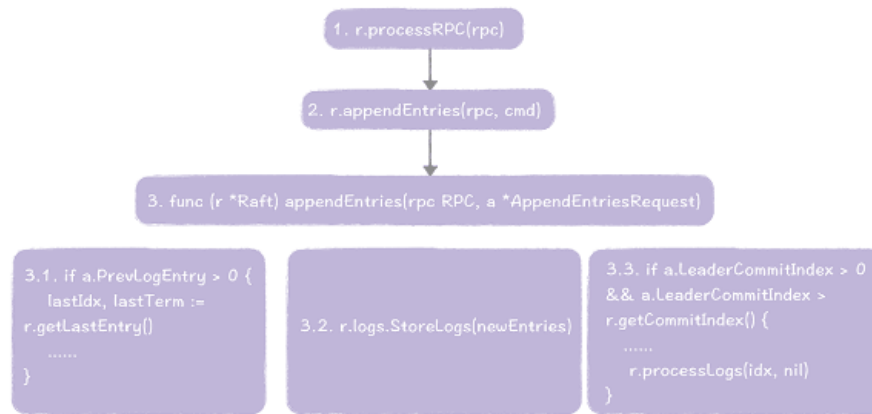 1. r.processRPC(rpc)
2. r.appendEntries(rpc, cmd)
3. func (r *Raft) appendEntries(rpc RPC, a *AppendEntriesRequest)
3.1. if a.PrevLogEntry > 0 {
lastIdx, lastTerm :=
r.getLastEntry()
......
}
3.2. r.logs.StoreLogs(newEntries)
3.3. if a.LeaderCommitIndex > 0
&& a.LeaderCommitIndex >
r.getCommitIndex() {
......
r.processLogs(idx, nil)
}